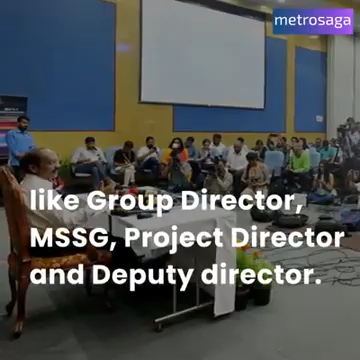 metrosaga
like Group Director,
MSSG, Project Director
and Deputy director.